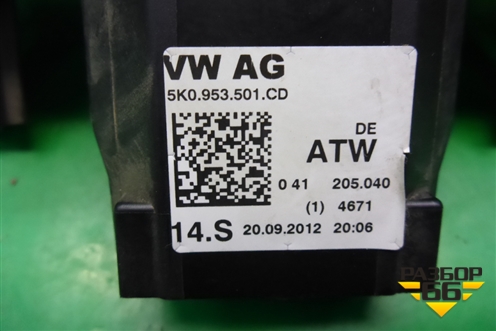 VW AG
5K0.953.501.CD
DE
ATW
0 41 205.040
(1) 4671
14.S 20.09.2012 20:06
РАЗБОР
66